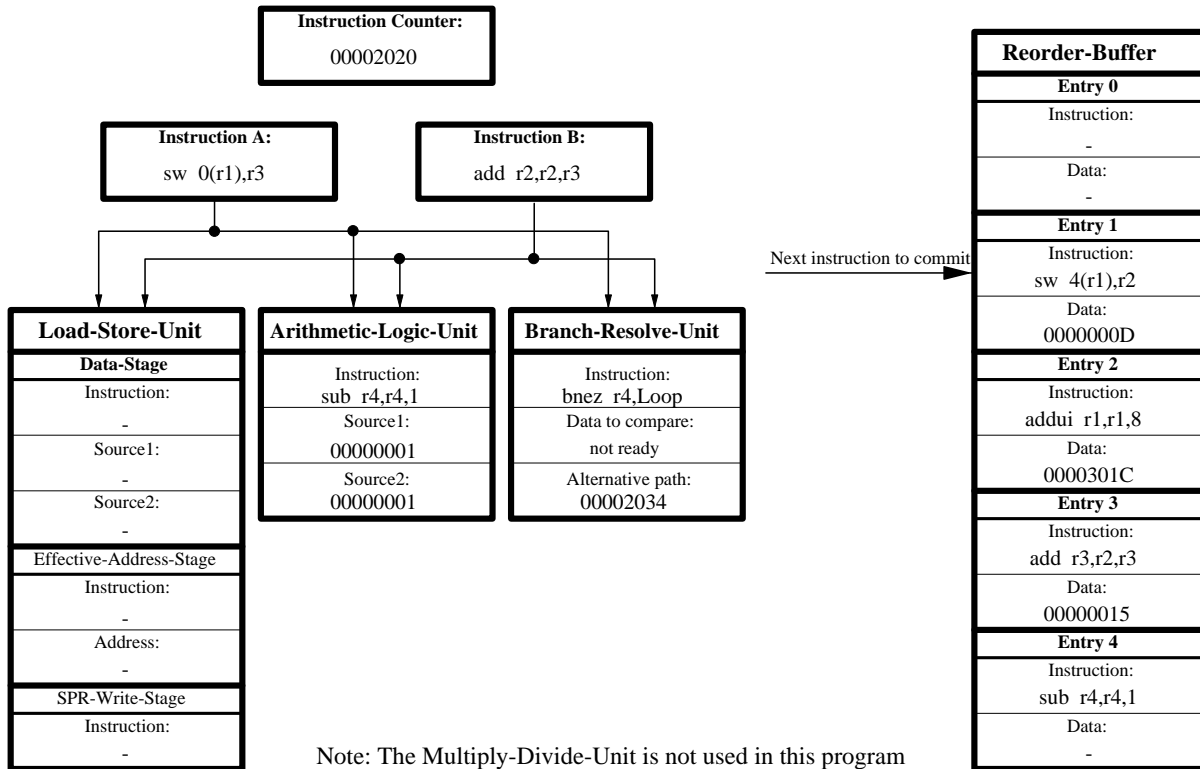 Instruction Counter:
00002020
Instruction A:
sw 0(r1),r3
Instruction B:
add r2,r2,r3
Load-Store-Unit
Data-Stage
Instruction:
-
Source1:
-
Source2:
-
Effective-Address-Stage
Instruction:
-
Address:
-
SPR-Write-Stage
Instruction:
-
Arithmetic-Logic-Unit
Instruction:
sub r4,r4,1
Source1:
00000001
Source2:
00000001
Branch-Resolve-Unit
Instruction:
bnez r4,Loop
Data to compare:
not ready
Alternative path:
00002034
Note: The Multiply-Divide-Unit is not used in this program
Next instruction to commit
Reorder-Buffer
Entry 0
Instruction:
-
Data:
-
Entry 1
Instruction:
sw 4(r1),r2
Data:
0000000D
Entry 2
Instruction:
addui r1,r1,8
Data:
0000301C
Entry 3
Instruction:
add r3,r2,r3
Data:
00000015
Entry 4
Instruction:
sub r4,r4,1
Data:
-